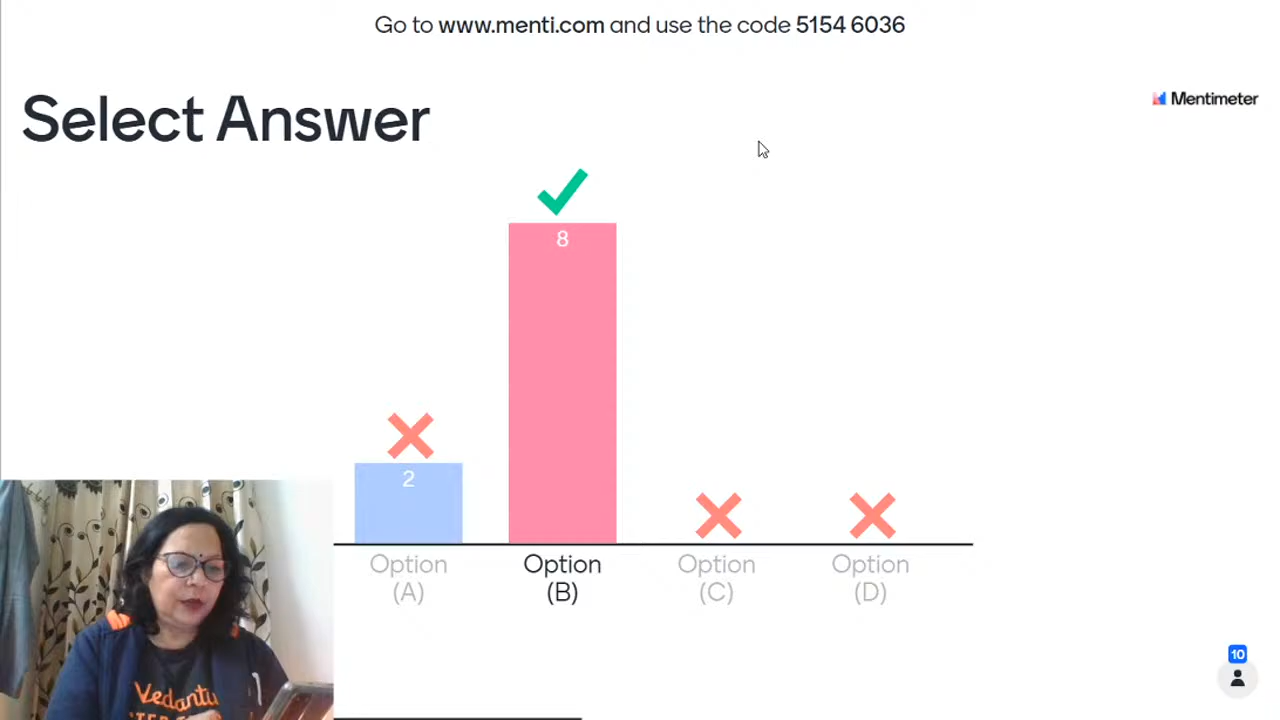 Go to www.menti.com and use the code 5154 6036
Select Answer
Mentimeter
8
2
Option (A)
Option (B)
Option (C)
Option (D)
10
Vedantu